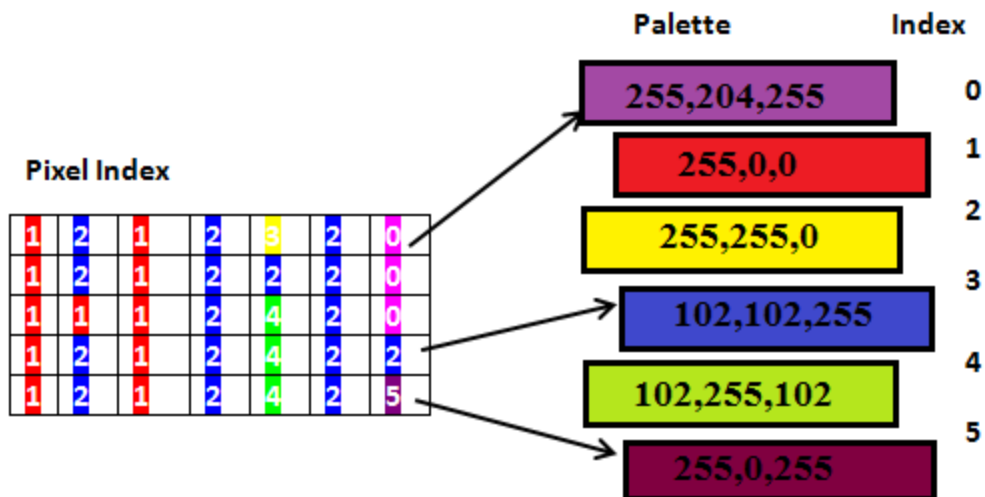 Palette Index
255,204,255 0
255,0,0 1
255,255,0 2
102,102,255 3
102,255,102 4
255,0,255 5
Pixel Index
1 2 1 2 3 2 0
1 2 1 2 2 2 0
1 1 1 2 4 2 0
1 2 1 2 4 2 2
1 2 1 2 4 2 5